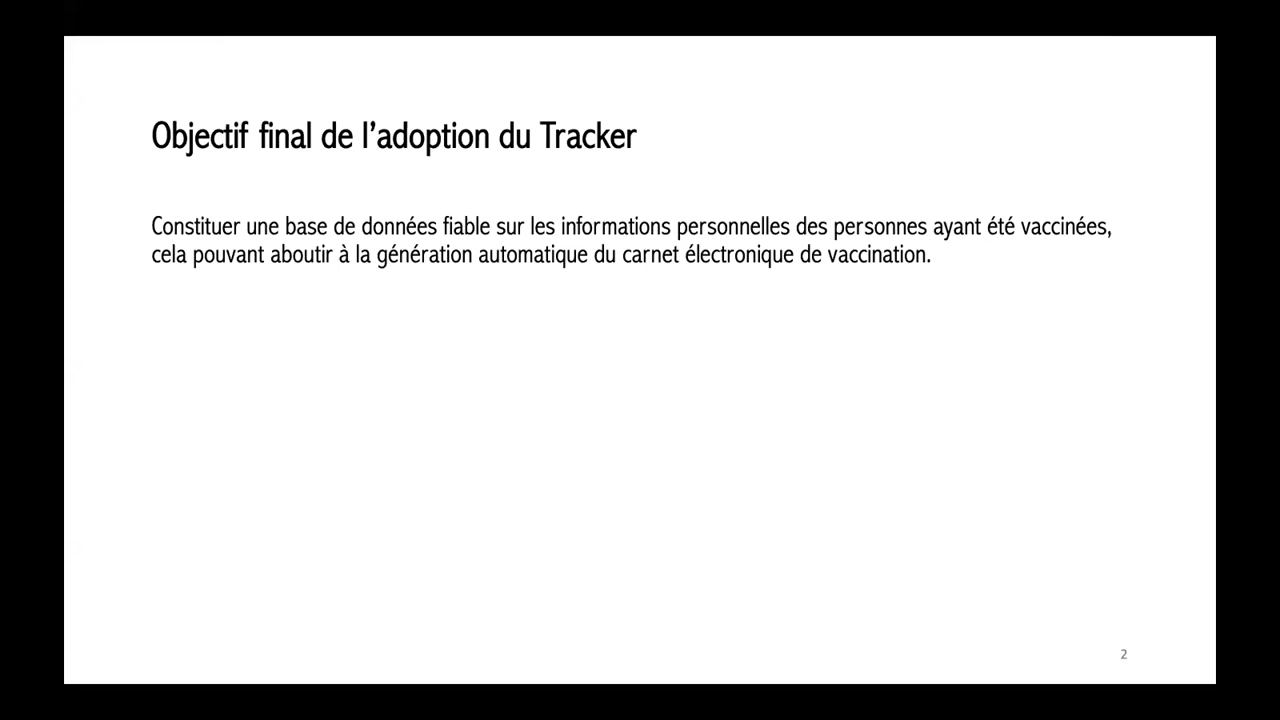 Objectif final de l’adoption du Tracker
Constituer une base de données fiable sur les informations personnelles des personnes ayant été vaccinées,
cela pouvant aboutir à la génération automatique du carnet électronique de vaccination.
2